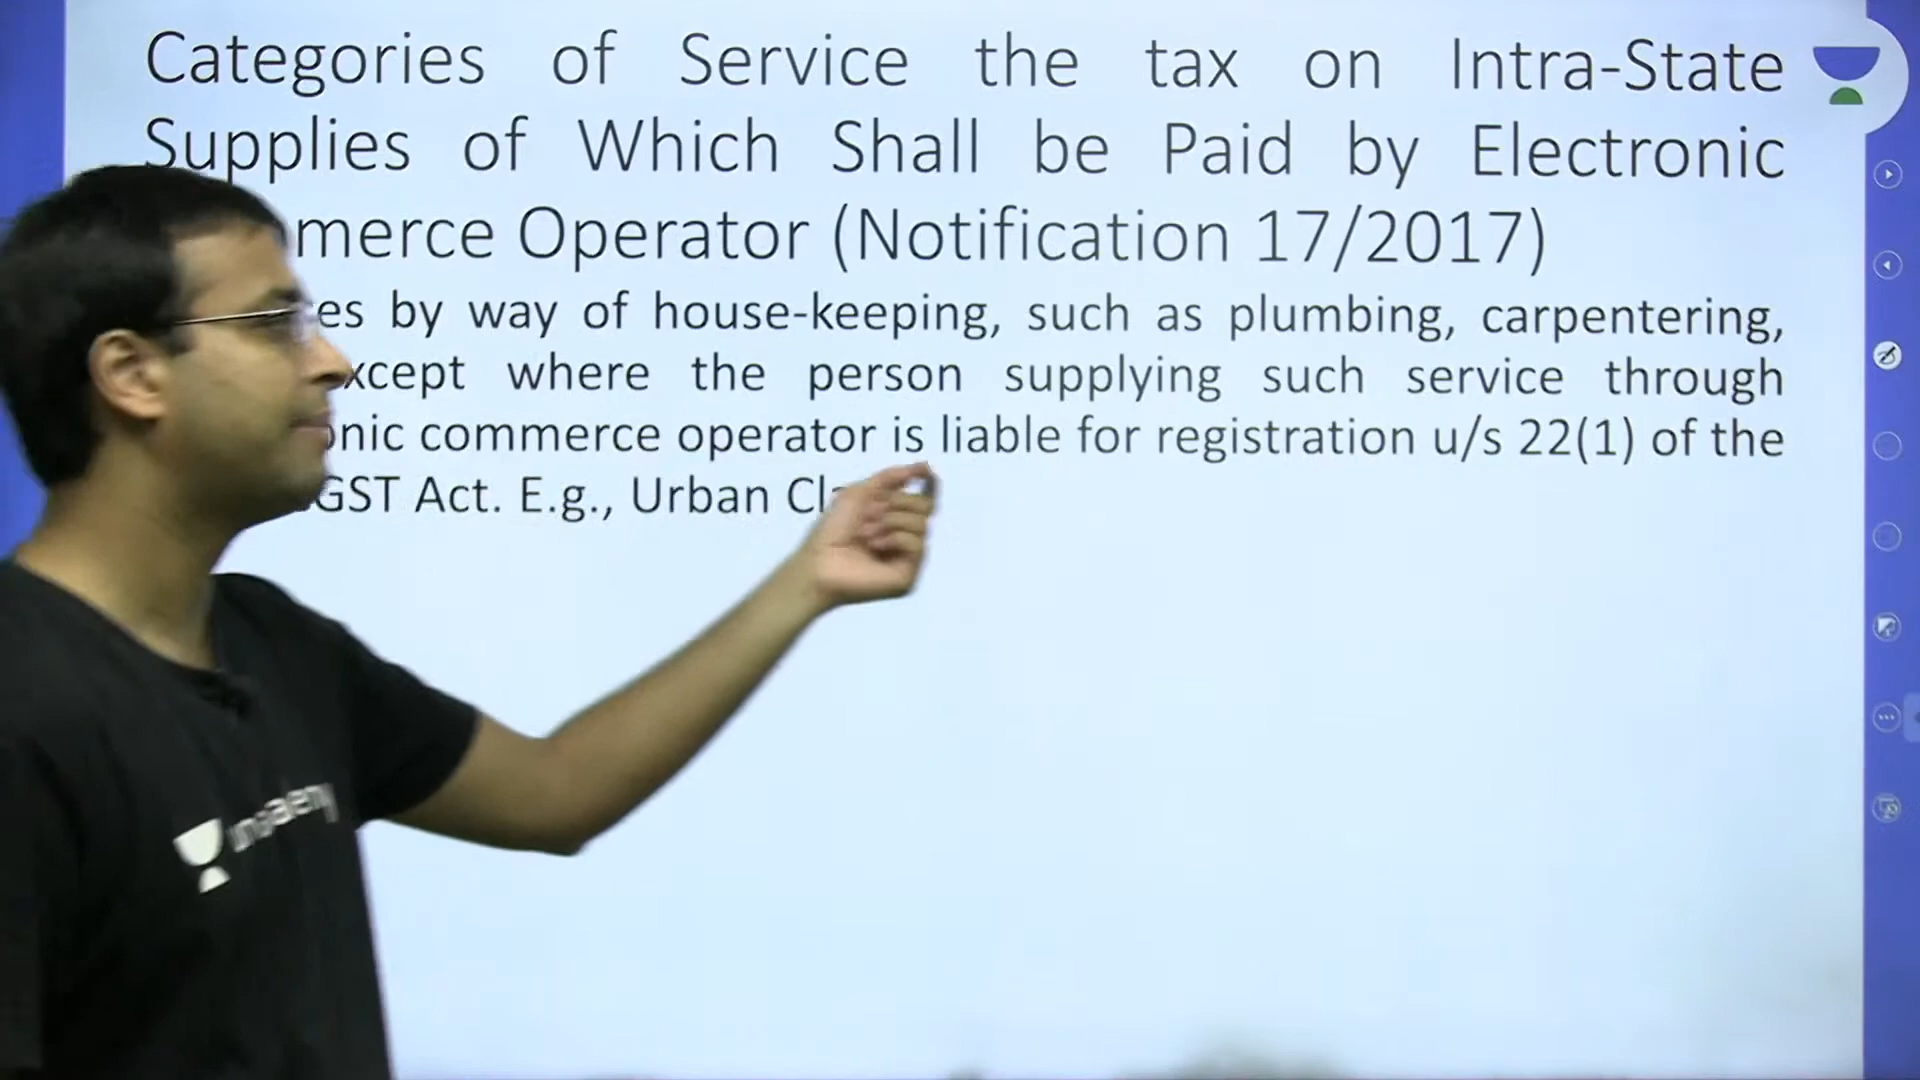 Categories of Service the tax on Intra-State
Supplies of Which Shall be Paid by Electronic
merce Operator (Notification 17/2017)
es by way of house-keeping, such as plumbing, carpentering,
xcept where the person supplying such service through
onic commerce operator is liable for registration u/s 22(1) of the
GST Act. E.g., Urban Cl
unacademy